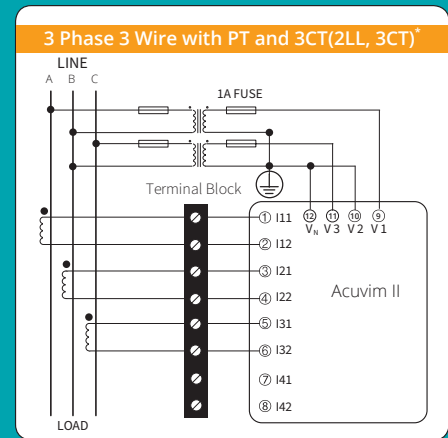 3 Phase 3 Wire with PT and 3CT(2LL, 3CT)*
LINE
A B C
1A FUSE
Terminal Block
12 11 10 9
VN V3 V2 V1
1 I11
2 I12
3 I21
4 I22
Acuvim II
5 I31
6 I32
7 I41
8 I42
LOAD